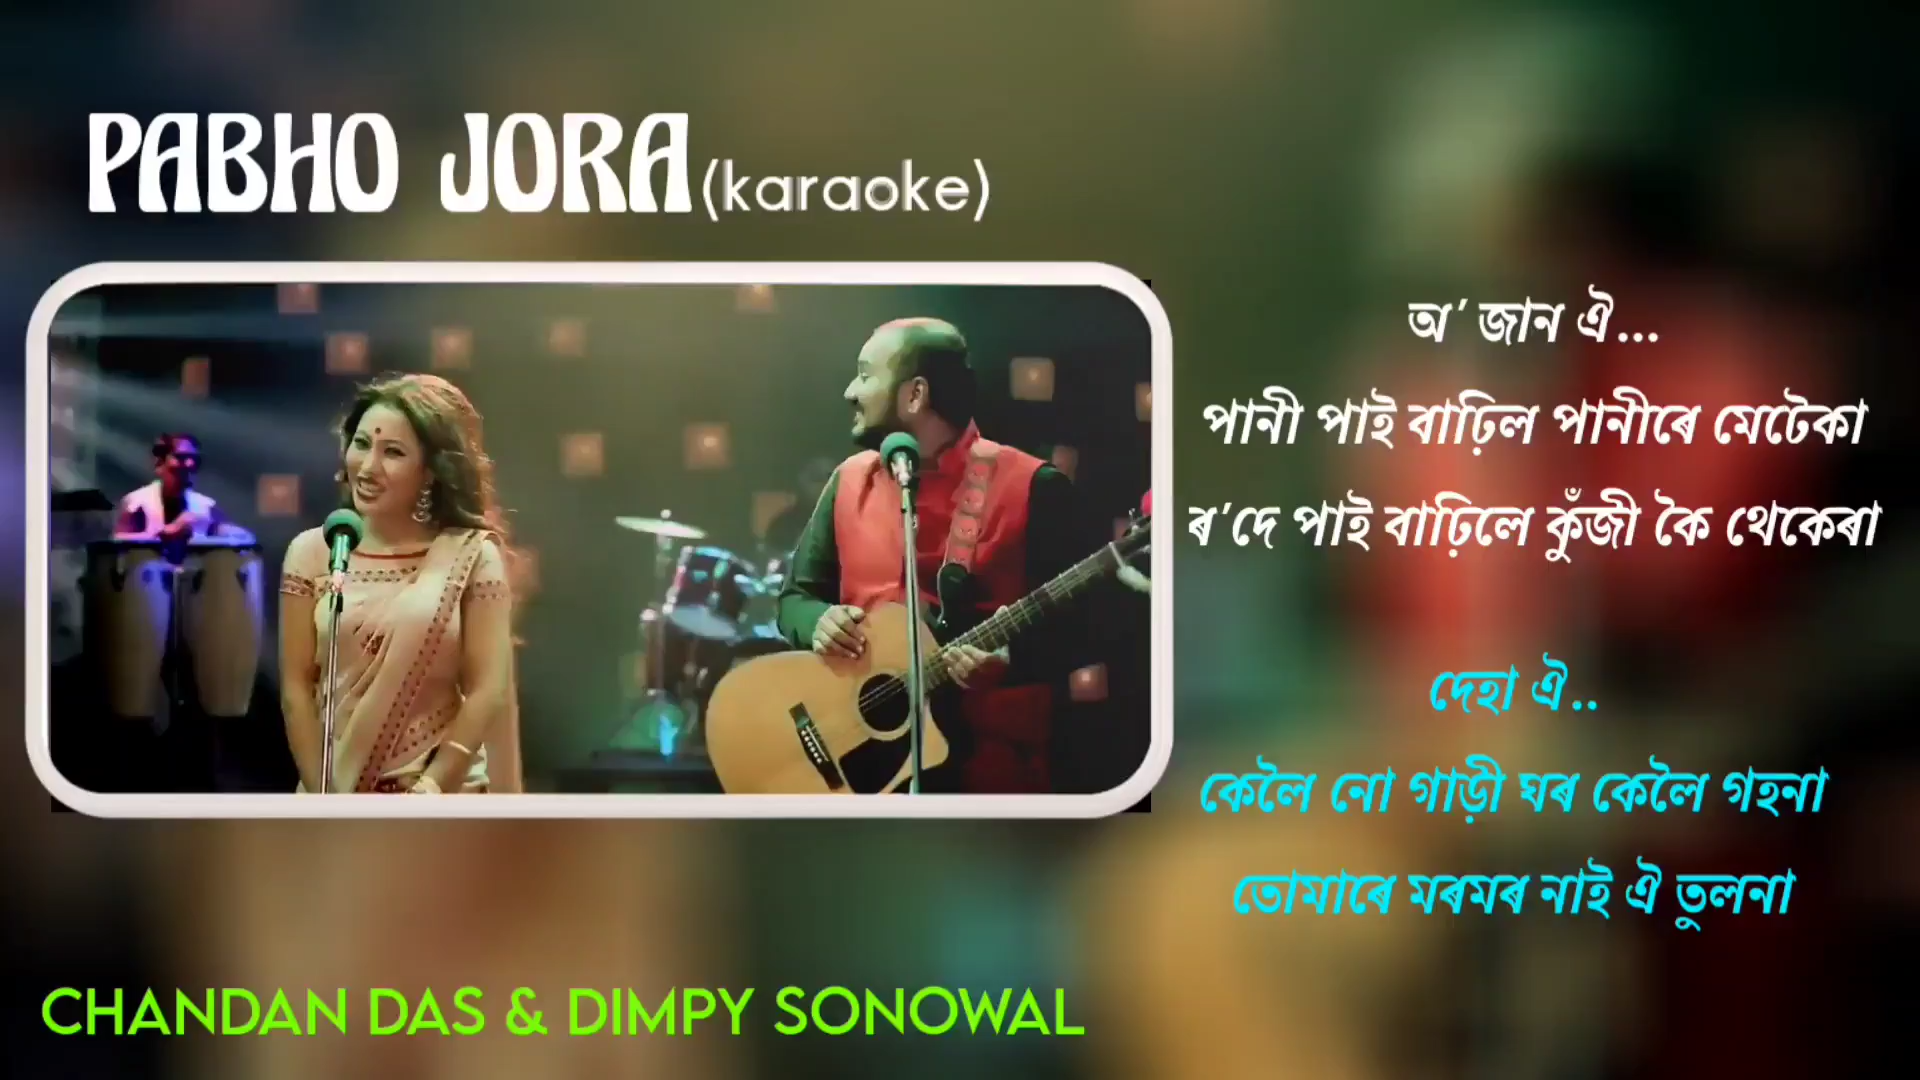 PABHO JORA (karaoke)
অ' জান ঐ...
পানী পাই বাঢ়িল পানীৰে মেটেকা
ৰ'দে পাই বাঢ়িলে কুঁজী কৈ থেকেৰা
দেহা ঐ..
কেলৈ নো গাড়ী ঘৰ কেলৈ গহনা
তোমাৰে মৰমৰ নাই ঐ তুলনা
CHANDAN DAS & DIMPY SONOWAL